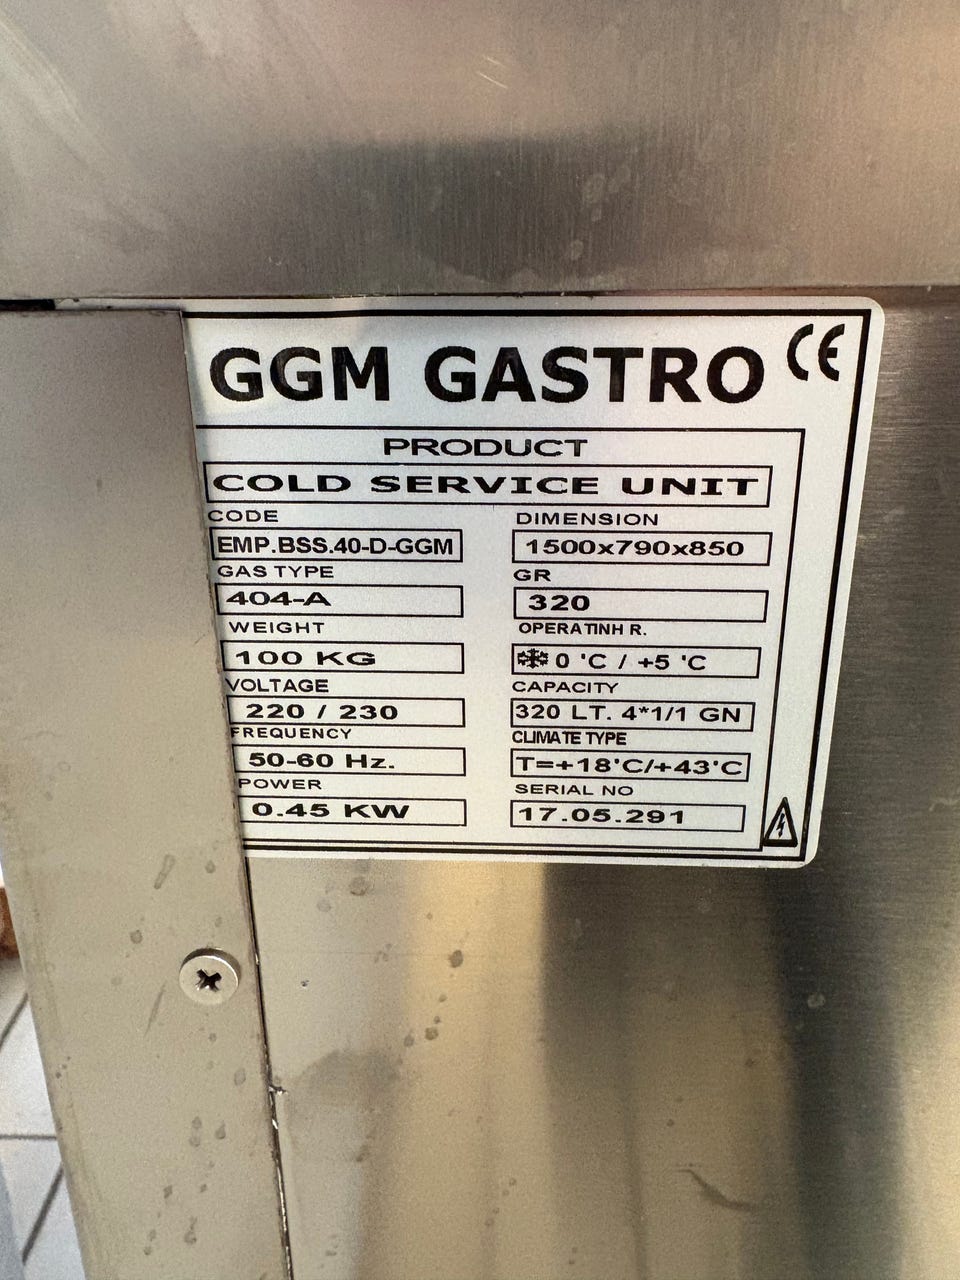 GGM GASTRO CE
PRODUCT
COLD SERVICE UNIT
CODE
EMP.BSS.40-D-GGM
GAS TYPE
404-A
WEIGHT
100 KG
VOLTAGE
220 / 230
FREQUENCY
50-60 Hz.
POWER
0.45 KW
DIMENSION
1500x790x850
GR
320
OPERATINH R.
0 'C / +5 'C
CAPACITY
320 LT. 4*1/1 GN
CLIMATE TYPE
T=+18'C/+43'C
SERIAL NO
17.05.291